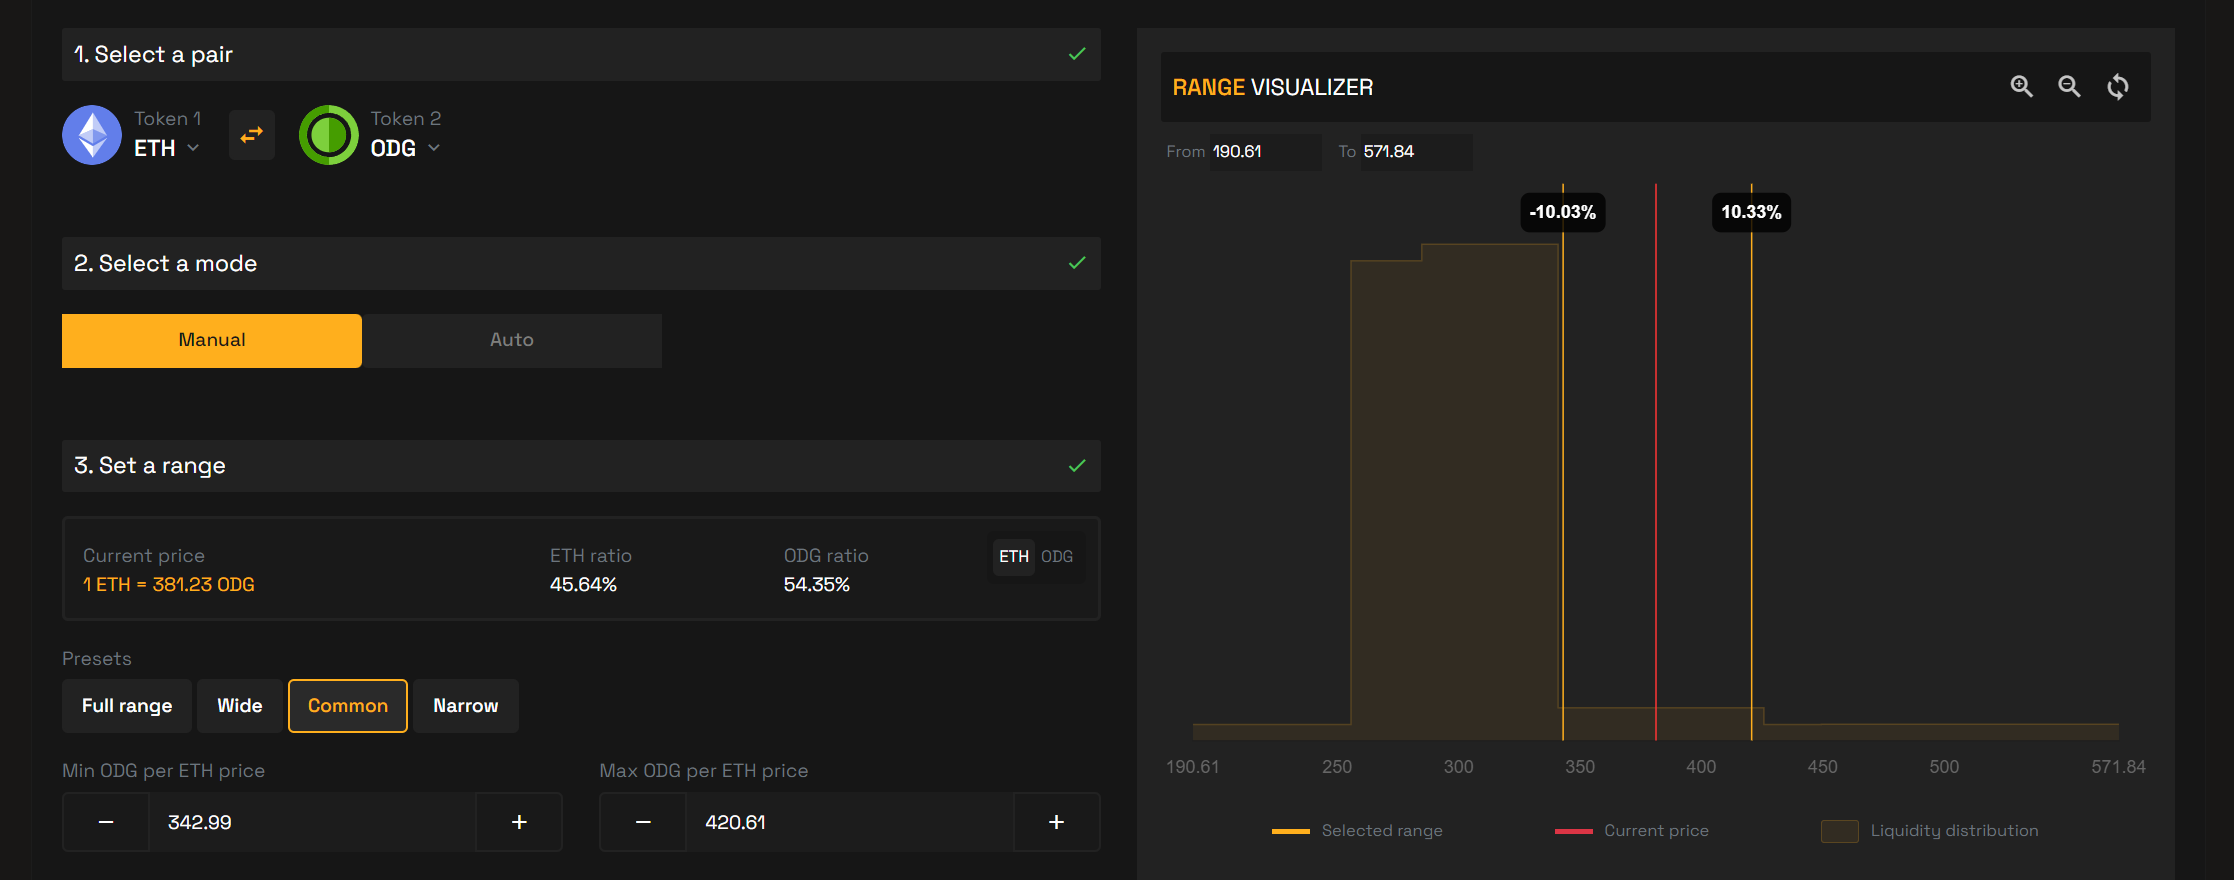 1. Select a pair
Token 1
ETH
Token 2
ODG
2. Select a mode
Manual
Auto
3. Set a range
Current price
1 ETH = 381.23 ODG
ETH ratio
45.64%
ODG ratio
54.35%
ETH ODG
Presets
Full range
Wide
Common
Narrow
Min ODG per ETH price
− 342.99 +
Max ODG per ETH price
− 420.61 +
RANGE VISUALIZER
From 190.61 To 571.84
-10.03% 10.33%
190.61 250 300 350 400 450 500 571.84
Selected range Current price Liquidity distribution